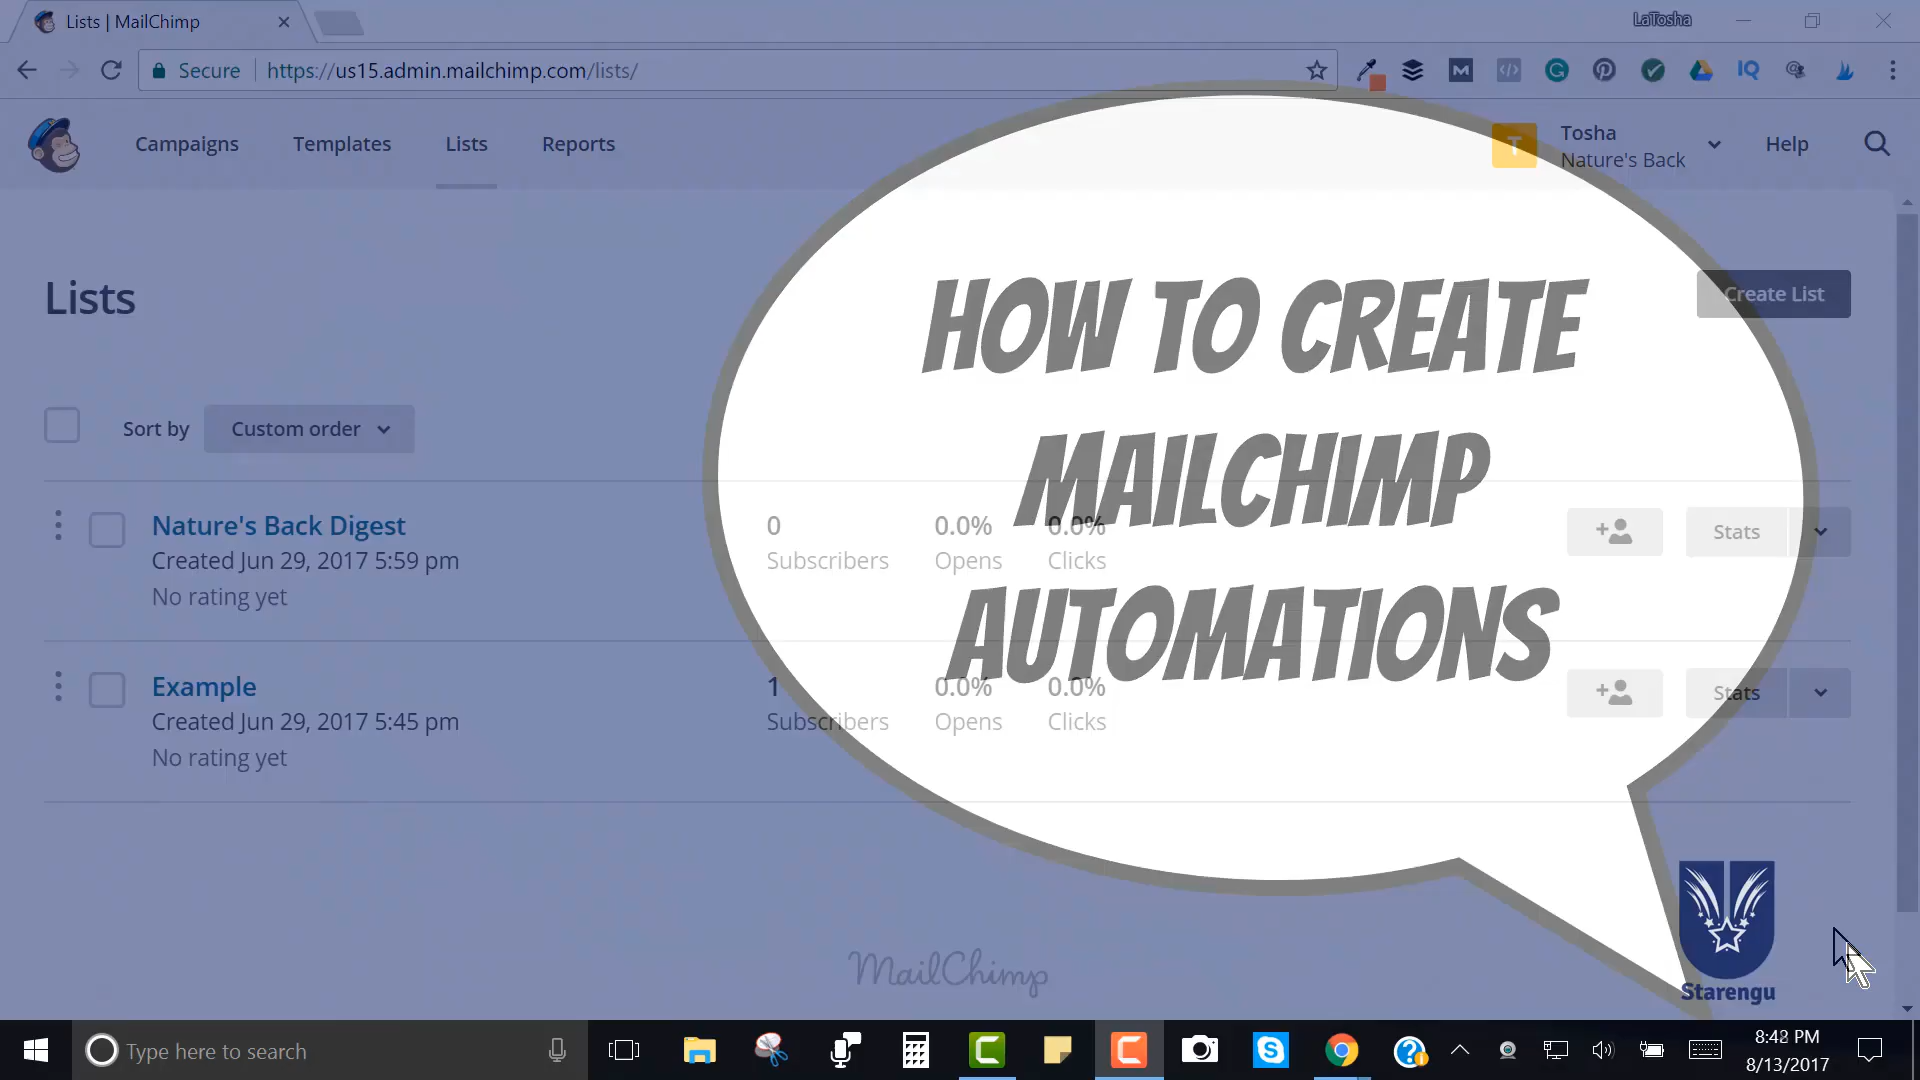 Lists | MailChimp
LaTosha
Secure
https://us15.admin.mailchimp.com/lists/
Campaigns
Templates
Lists
Reports
T
Tosha
Nature's Back
Help
Lists
Create List
HOW TO CREATE
MAILCHIMP
AUTOMATIONS
Sort by
Custom order
Nature's Back Digest
Created Jun 29, 2017 5:59 pm
No rating yet
0
Subscribers
0.0%
Opens
0.0%
Clicks
Stats
Example
Created Jun 29, 2017 5:45 pm
No rating yet
1
Subscribers
0.0%
Opens
0.0%
Clicks
Stats
MailChimp
Starengu
Type here to search
8:42 PM
8/13/2017